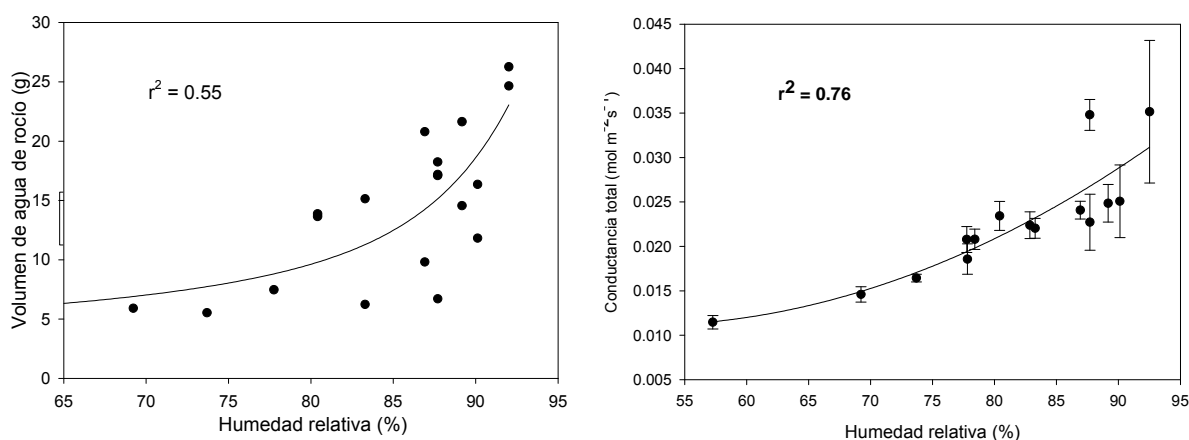 30
25
20
15
10
5
0
Volumen de agua de rocío (g)
r² = 0.55
65 70 75 80 85 90 95
Humedad relativa (%)
0.045
0.040
0.035
0.030
0.025
0.020
0.015
0.010
0.005
Conductancia total (mol m⁻²s⁻¹)
r² = 0.76
55 60 65 70 75 80 85 90 95
Humedad relativa (%)